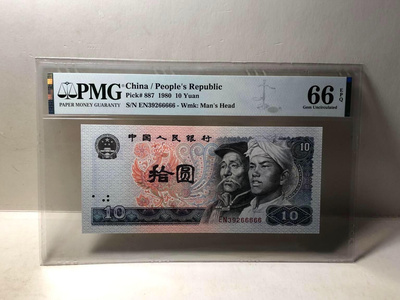 PMG
PAPER MONEY GUARANTY
China / People's Republic
Pick# 887 1980 10 Yuan
S/N EN39266666 - Wmk: Man's Head
66 EPQ
Gem Uncirculated
中国人民银行
10
拾圆
EN39266666
10
10